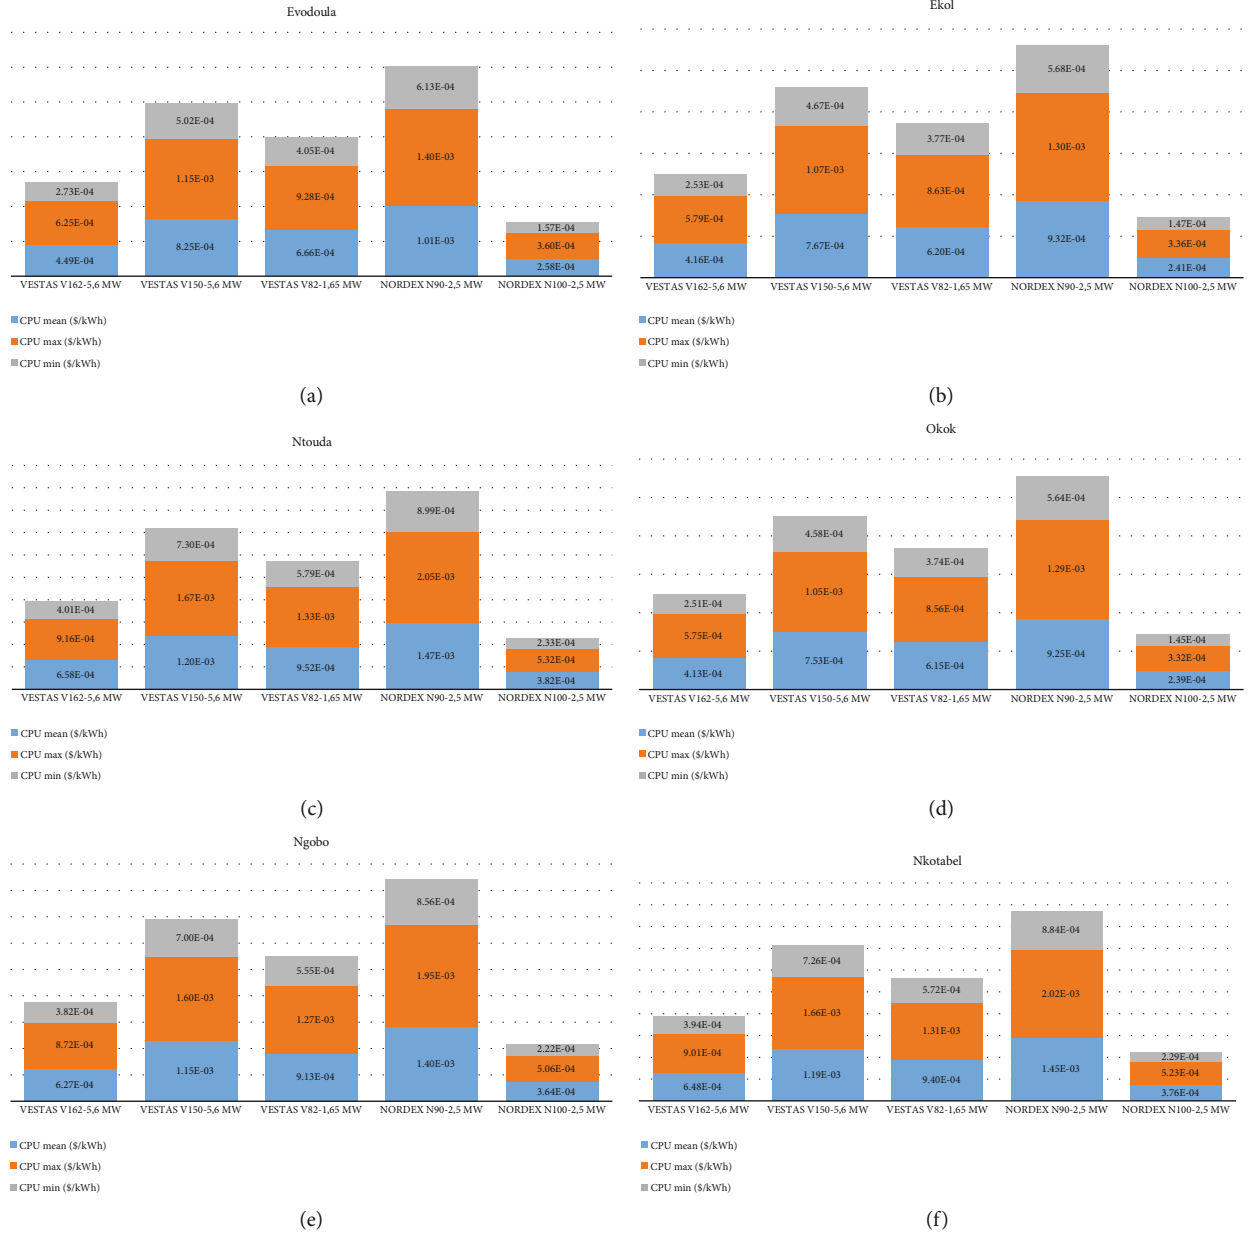 Evodoula
6.13E-04
5.02E-04
4.05E-04
1.40E-03
2.73E-04
1.15E-03
9.28E-04
6.25E-04
1.57E-04
3.60E-04
4.49E-04
8.25E-04
6.66E-04
1.01E-03
2.58E-04
VESTAS V162-5,6 MW VESTAS V150-5,6 MW VESTAS V82-1,65 MW NORDEX N90-2,5 MW NORDEX N100-2,5 MW
CPU mean ($/kWh)
CPU max ($/kWh)
CPU min ($/kWh)
(a)
Ekol
5.68E-04
4.67E-04
3.77E-04
1.30E-03
2.53E-04
1.07E-03
8.63E-04
5.79E-04
1.47E-04
3.36E-04
4.16E-04
7.67E-04
6.20E-04
9.32E-04
2.41E-04
VESTAS V162-5,6 MW VESTAS V150-5,6 MW VESTAS V82-1,65 MW NORDEX N90-2,5 MW NORDEX N100-2,5 MW
CPU mean ($/kWh)
CPU max ($/kWh)
CPU min ($/kWh)
(b)
Ntouda
8.99E-04
7.30E-04
5.79E-04
2.05E-03
4.01E-04
1.67E-03
1.33E-03
9.16E-04
2.33E-04
5.32E-04
6.58E-04
1.20E-03
9.52E-04
1.47E-03
3.82E-04
VESTAS V162-5,6 MW VESTAS V150-5,6 MW VESTAS V82-1,65 MW NORDEX N90-2,5 MW NORDEX N100-2,5 MW
CPU mean ($/kWh)
CPU max ($/kWh)
CPU min ($/kWh)
(c)
Okok
5.64E-04
4.58E-04
3.74E-04
1.29E-03
2.51E-04
1.05E-03
8.56E-04
5.75E-04
1.45E-04
3.32E-04
4.13E-04
7.53E-04
6.15E-04
9.25E-04
2.39E-04
VESTAS V162-5,6 MW VESTAS V150-5,6 MW VESTAS V82-1,65 MW NORDEX N90-2,5 MW NORDEX N100-2,5 MW
CPU mean ($/kWh)
CPU max ($/kWh)
CPU min ($/kWh)
(d)
Ngobo
8.56E-04
7.00E-04
5.55E-04
1.95E-03
3.82E-04
1.60E-03
1.27E-03
8.72E-04
2.22E-04
5.06E-04
6.27E-04
1.15E-03
9.13E-04
1.40E-03
3.64E-04
VESTAS V162-5,6 MW VESTAS V150-5,6 MW VESTAS V82-1,65 MW NORDEX N90-2,5 MW NORDEX N100-2,5 MW
CPU mean ($/kWh)
CPU max ($/kWh)
CPU min ($/kWh)
(e)
Nkotabel
8.84E-04
7.26E-04
5.72E-04
2.02E-03
3.94E-04
1.66E-03
1.31E-03
9.01E-04
2.29E-04
5.23E-04
6.48E-04
1.19E-03
9.40E-04
1.45E-03
3.76E-04
VESTAS V162-5,6 MW VESTAS V150-5,6 MW VESTAS V82-1,65 MW NORDEX N90-2,5 MW NORDEX N100-2,5 MW
CPU mean ($/kWh)
CPU max ($/kWh)
CPU min ($/kWh)
(f)